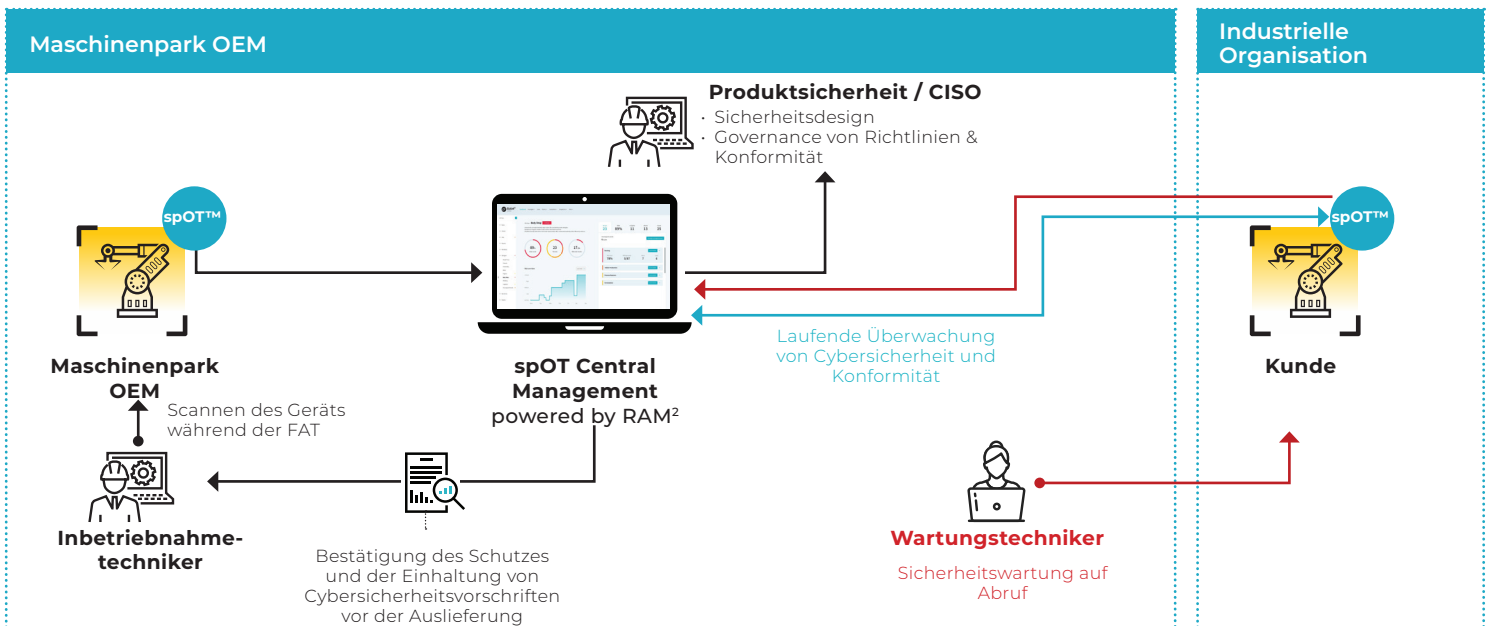 Maschinenpark OEM
Industrielle
Organisation
Produktsicherheit / CISO
· Sicherheitsdesign
· Governance von Richtlinien &
Konformität
spOT™
spOT™
Laufende Überwachung
von Cybersicherheit und
Konformität
Maschinenpark
OEM
spOT Central
Management
powered by RAM²
Kunde
Scannen des Geräts
während der FAT
Inbetriebnahme-
techniker
Bestätigung des Schutzes
und der Einhaltung von
Cybersicherheitsvorschriften
vor der Auslieferung
Wartungstechniker
Sicherheitswartung auf
Abruf